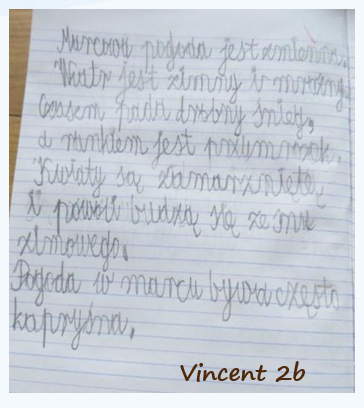 Marcowa pogoda jest zmienna.
Wiatr jest zimny i mroźny.
Czasem pada drobny śnieg,
a rankiem jest przymrozek.
Kwiaty są zamarznięte
i powoli budzą się ze snu
zimowego.
Pogoda w marcu bywa często
kapryśna.
Vincent 2b